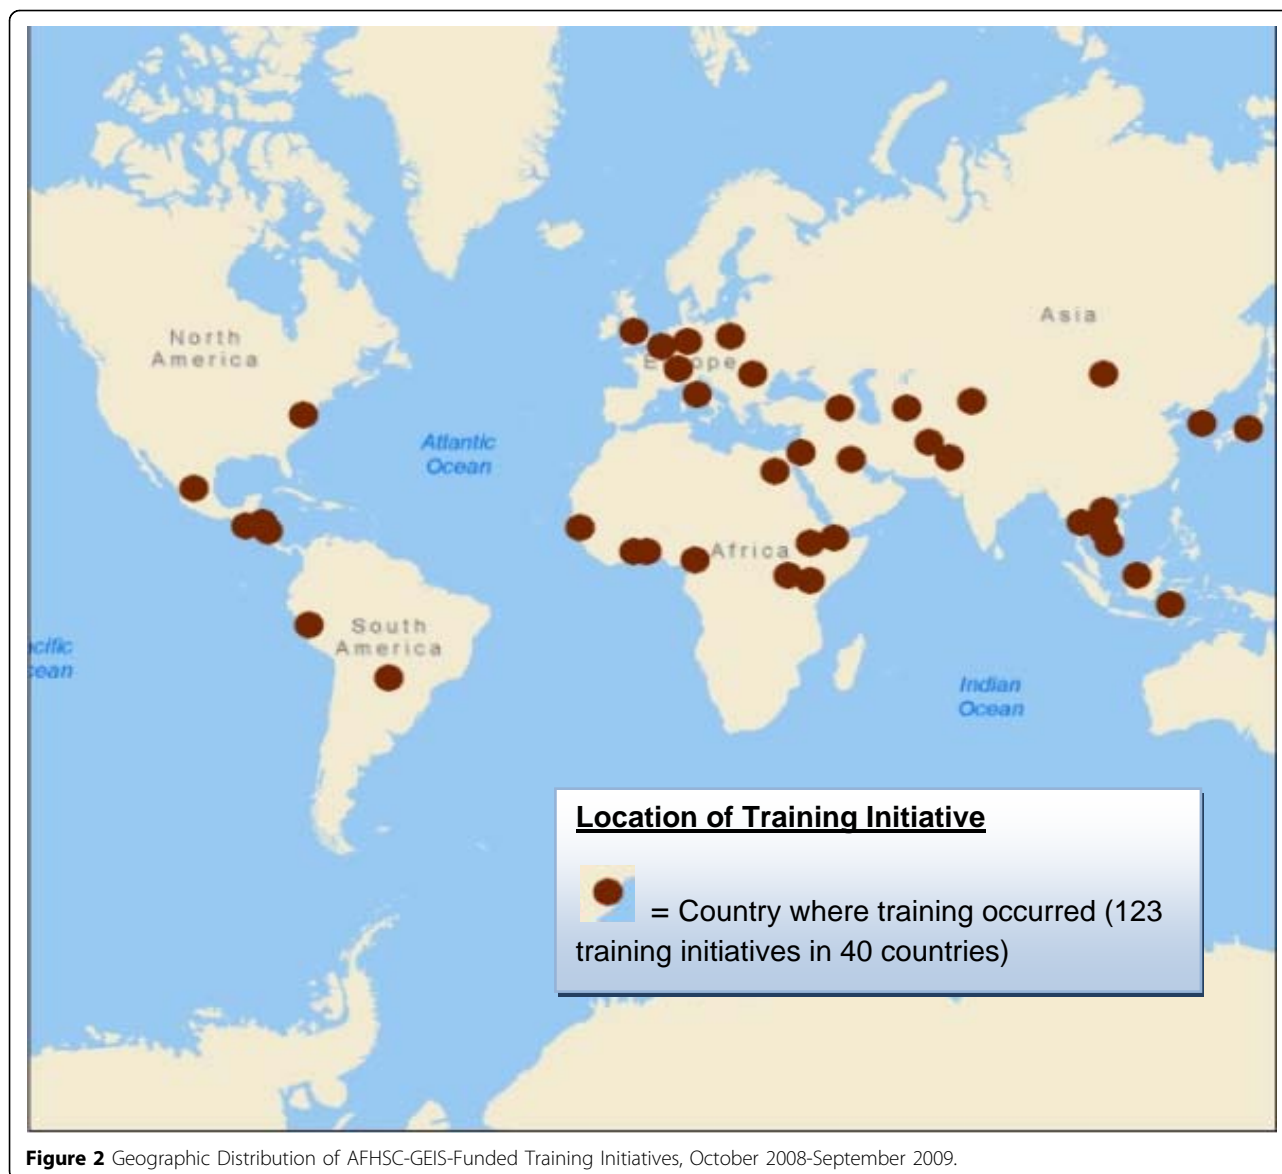 North
America
Atlantic
Ocean
Europe
Asia
Africa
South
America
cific
cean
Indian
Ocean
Location of Training Initiative
= Country where training occurred (123
training initiatives in 40 countries)
Figure 2 Geographic Distribution of AFHSC-GEIS-Funded Training Initiatives, October 2008-September 2009.